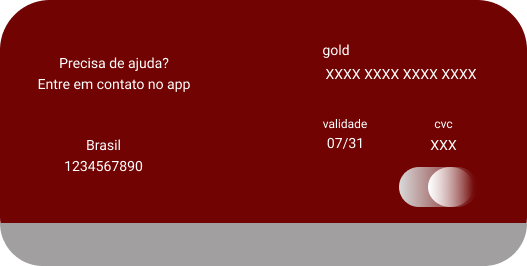 Precisa de ajuda?
Entre em contato no app
Brasil
1234567890
gold
XXXX XXXX XXXX XXXX
validade
07/31
cvc
XXX